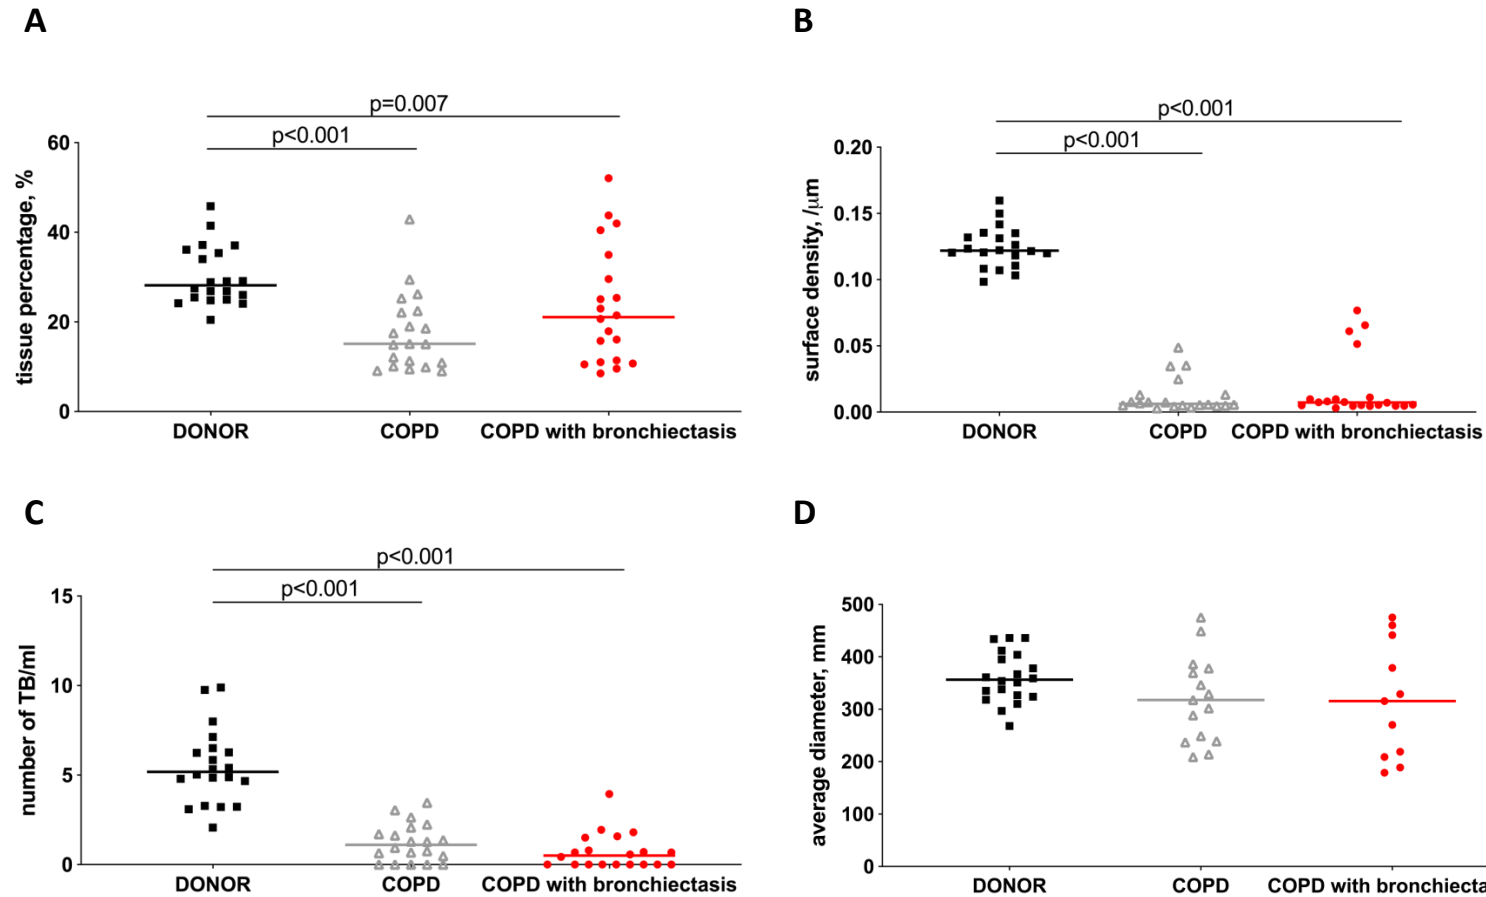 A
p=0.007
p<0.001
tissue percentage, %
60
40
20
0
DONOR
COPD
COPD with bronchiectasis
B
p<0.001
p<0.001
surface density, /μm
0.20
0.15
0.10
0.05
0.00
DONOR
COPD
COPD with bronchiectasis
C
p<0.001
p<0.001
number of TB/ml
15
10
5
0
DONOR
COPD
COPD with bronchiectasis
D
average diameter, mm
500
400
300
200
100
0
DONOR
COPD
COPD with bronchiecta